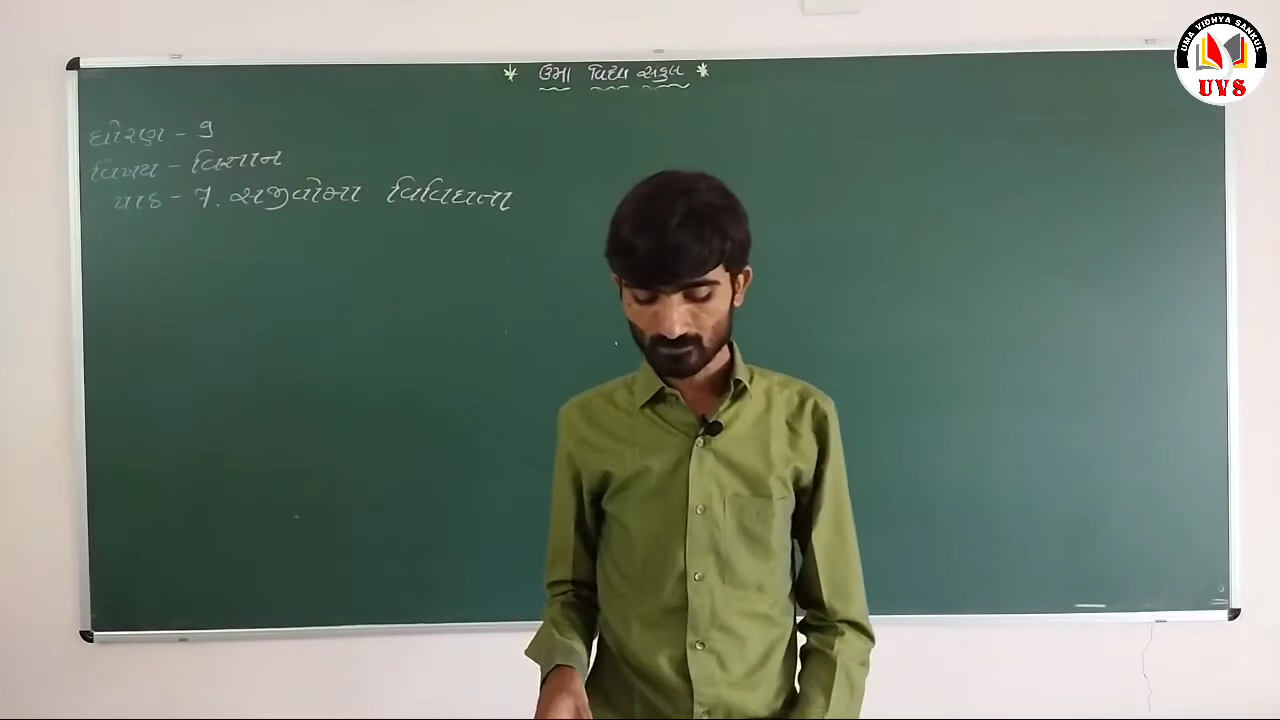 * ઉમા વિદ્યા સંકુલ *
ધોરણ - 9
વિષય - વિજ્ઞાન
પાઠ - 7. સજીવોમા વિવિધતા
UMA VIDHYA SANKUL
UVS